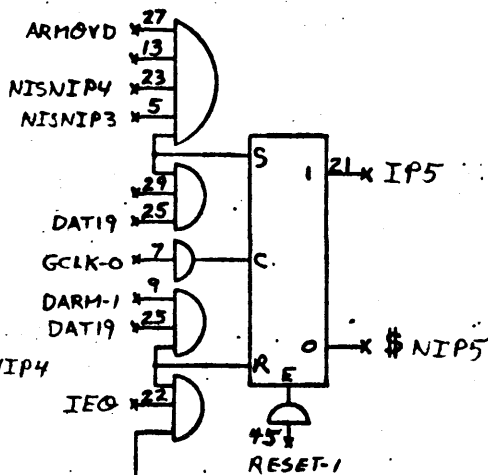 27
ARMOVD
13
NISNIP4 23
NISNIP3 5
S
1 21 IP5
29
DAT19 25
GCLK-0 7 C
9
DARM-1
DAT19 25
0 $ NIP5
NIP4 R
E
IEO 22
45
RESET-1